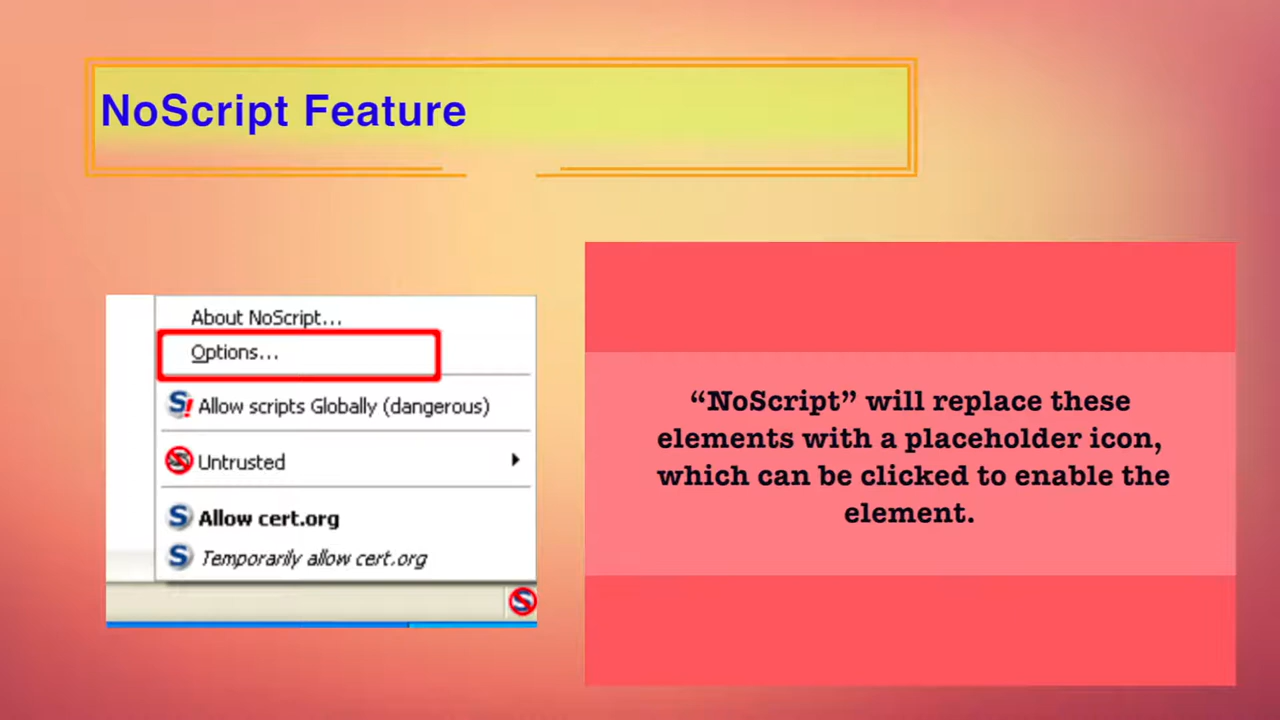 NoScript Feature
About NoScript...
Options...
Allow scripts Globally (dangerous)
Untrusted
Allow cert.org
Temporarily allow cert.org
“NoScript” will replace these
elements with a placeholder icon,
which can be clicked to enable the
element.